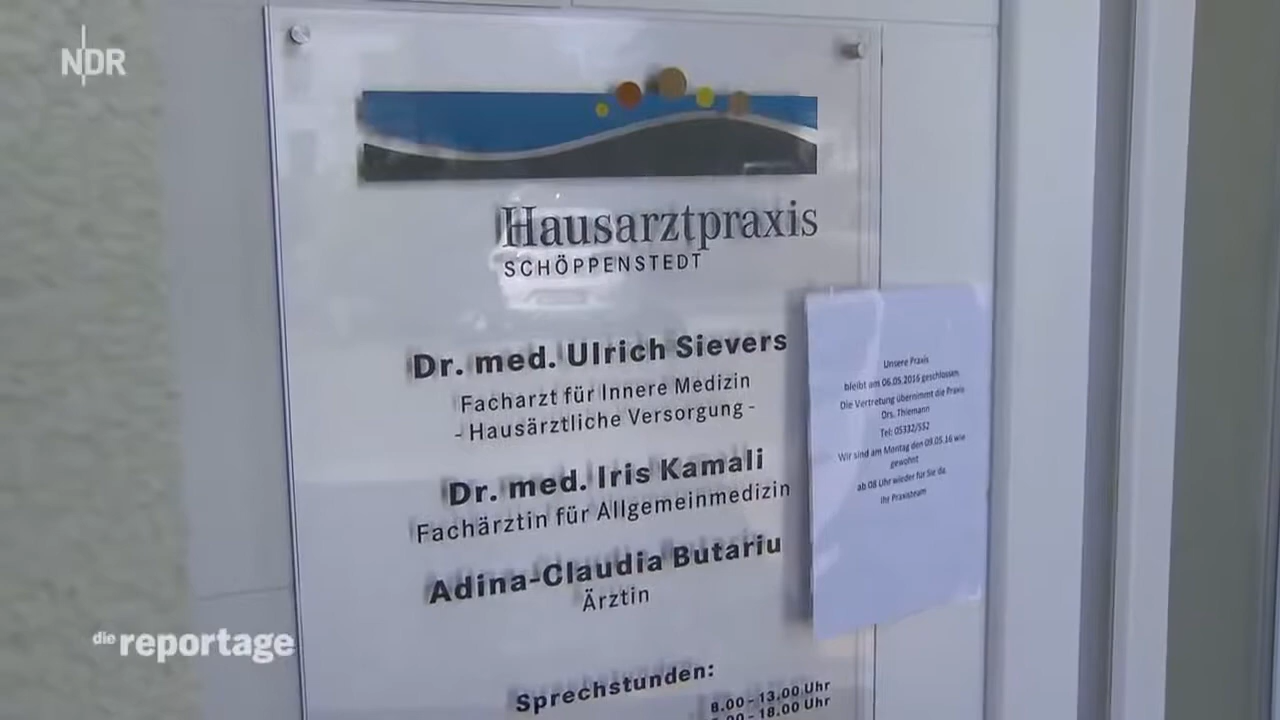 NDR
Hausarztpraxis
SCHÖPPENSTEDT
Dr. med. Ulrich Sievers
Facharzt für Innere Medizin
- Hausärztliche Versorgung -
Dr. med. Iris Kamali
Fachärztin für Allgemeinmedizin
Adina-Claudia Butariu
Ärztin
Sprechstunden:
8.00 - 13.00 Uhr
.00 - 18.00 Uhr
Unsere Praxis
bleibt am 06.05.2016 geschlossen.
Die Vertretung übernimmt die Praxis
Drs. Thiemann
Tel: 05332/552
Wir sind am Montag den 09.05.16 wie
gewohnt
ab 08 Uhr wieder für Sie da.
Ihr Praxisteam
die reportage